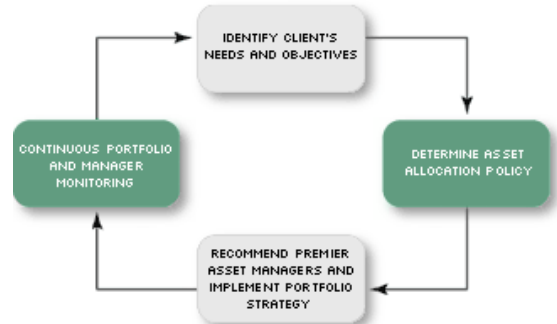 IDENTIFY CLIENT'S
NEEDS AND OBJECTIVES
DETERMINE ASSET
ALLOCATION POLICY
RECOMMEND PREMIER
ASSET MANAGERS AND
IMPLEMENT PORTFOLIO
STRATEGY
CONTINUOUS PORTFOLIO
AND MANAGER
MONITORING